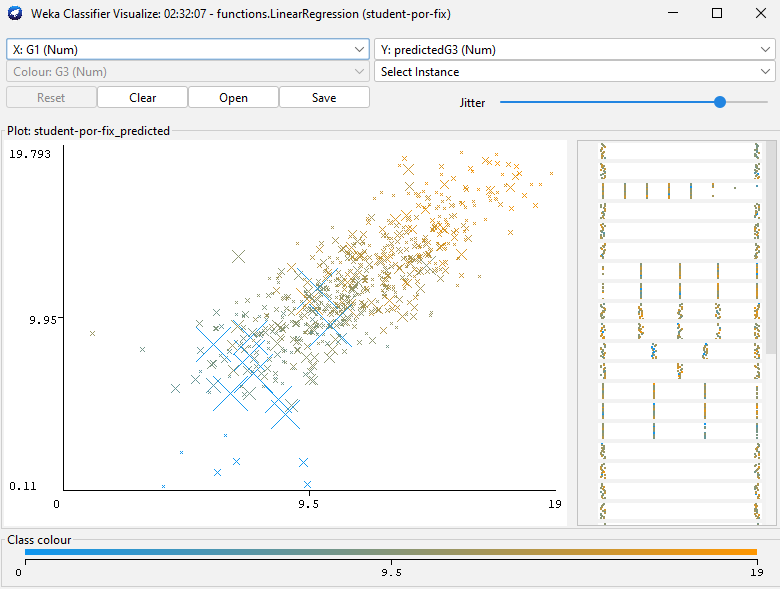 Weka Classifier Visualize: 02:32:07 - functions.LinearRegression (student-por-fix)
X: G1 (Num)
Y: predictedG3 (Num)
Colour: G3 (Num)
Select Instance
Reset
Clear
Open
Save
Jitter
Plot: student-por-fix_predicted
19.793
9.95
0.11
0
9.5
19
Class colour
0
9.5
19